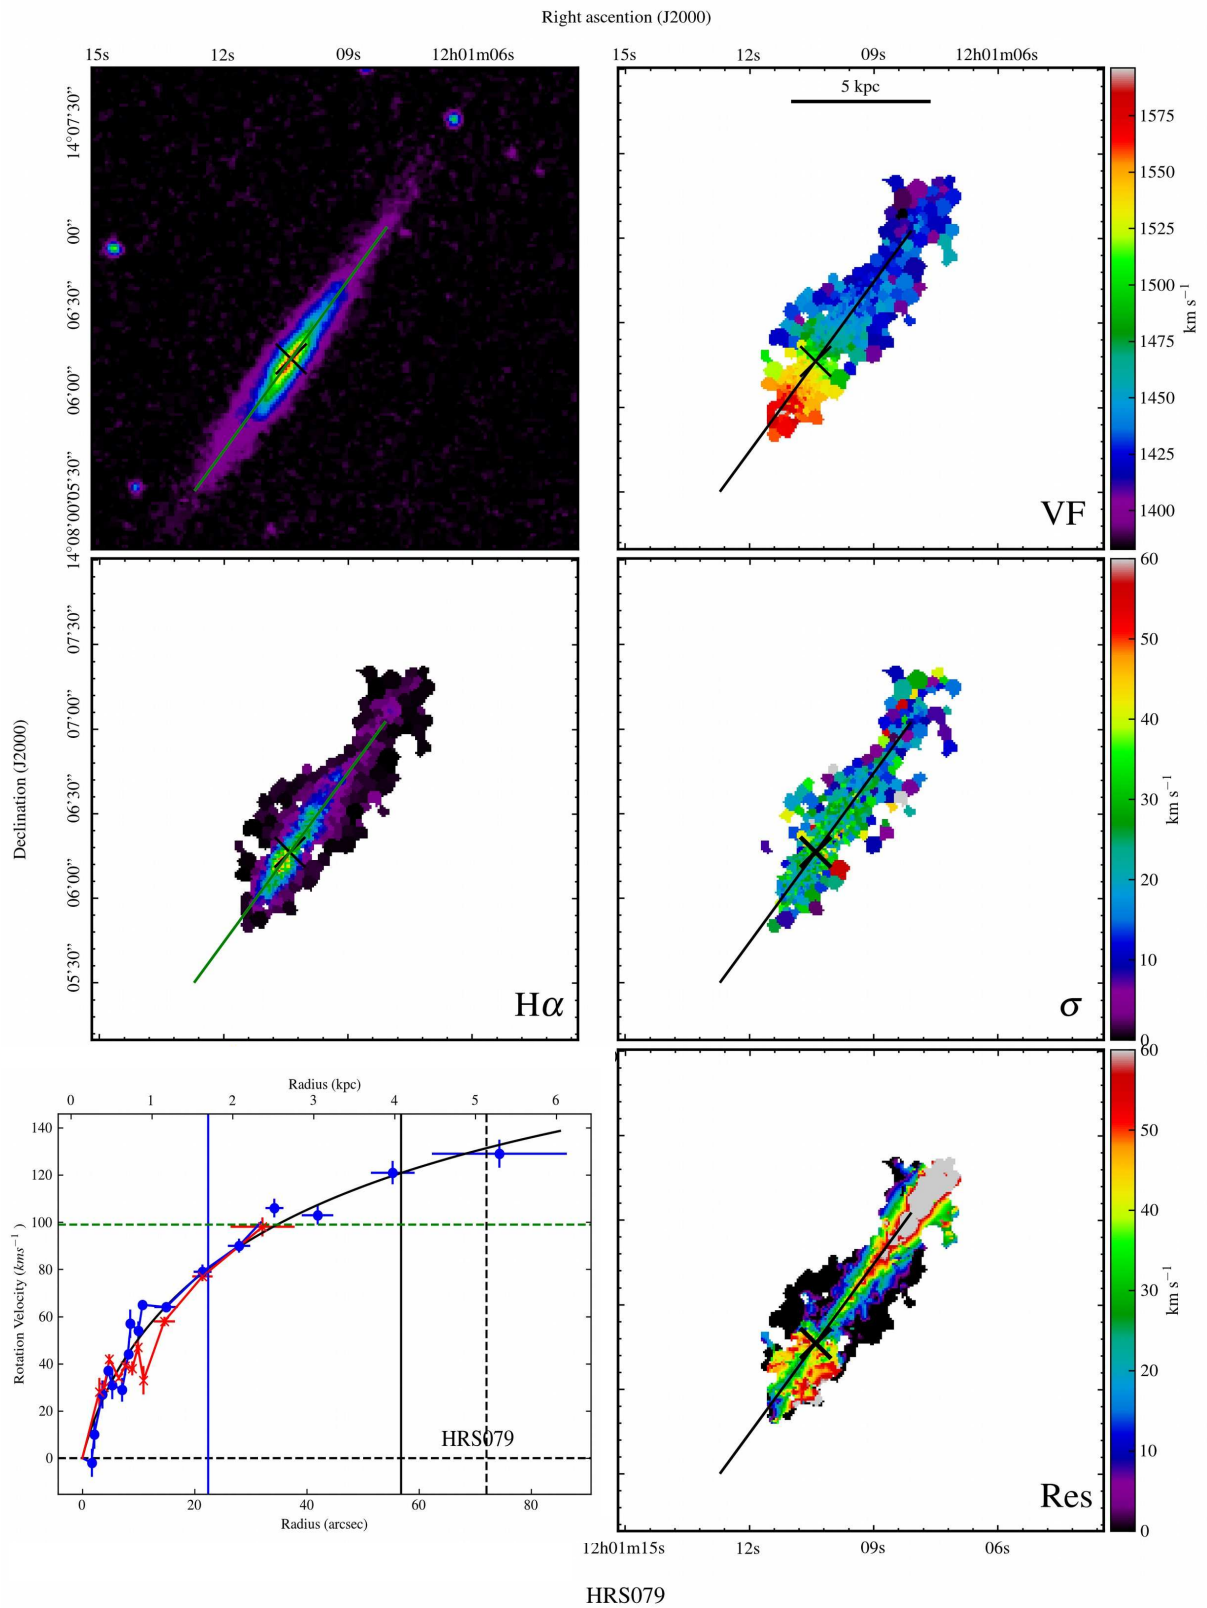 Right ascention (J2000)
15s 12s 09s 12h01m06s 15s 12s 09s 12h01m06s
5 kpc
14°07'30” 00” 06'30” 06'00” 14°08'00”05'30”
1575
1550
1525
1500
1475
1450
1425
1400
km s−1
VF
Declination (J2000)
07'30” 07'00” 06'30” 06'00” 05'30”
Hα
60
50
40
30
20
10
0
km s−1
σ
Radius (kpc)
0 1 2 3 4 5 6
Rotation Velocity (kms−1)
140
120
100
80
60
40
20
0
HRS079
0 20 40 60 80
Radius (arcsec)
60
50
40
30
20
10
0
km s−1
Res
12h01m15s 12s 09s 06s
HRS079